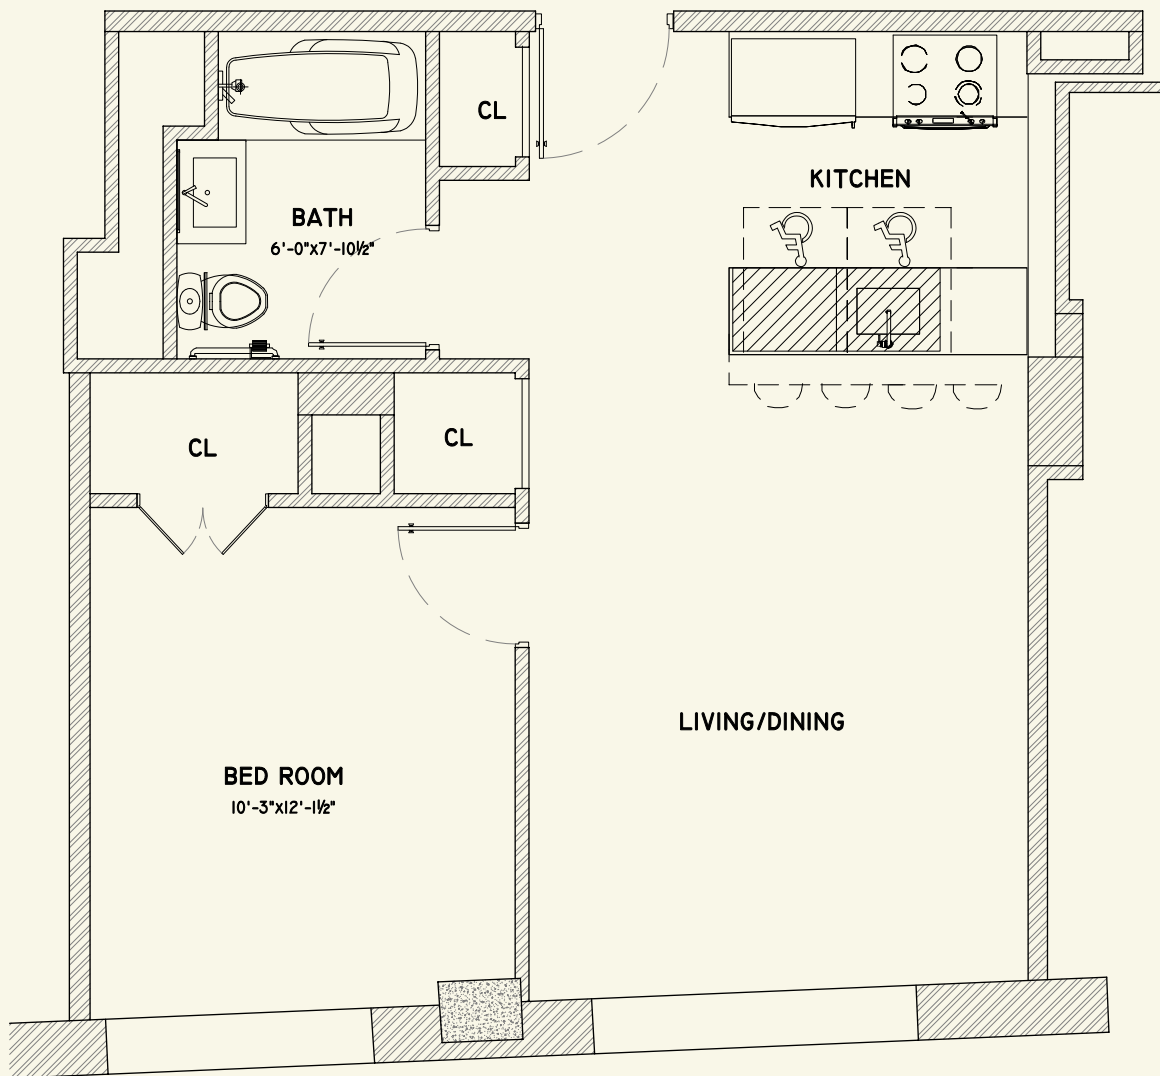 CL
KITCHEN
BATH
6'-0"x7'-10½"
CL
CL
LIVING/DINING
BED ROOM
10'-3"x12'-1½"